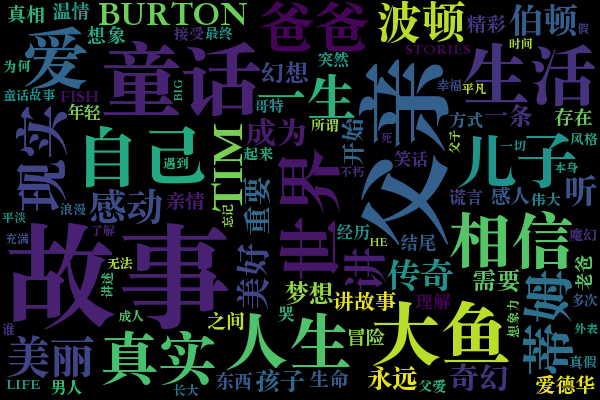 真相
温情
BURTON
爸爸
波顿
精彩
伯顿
假
为何
爱
想象
接受
最终
STORIES
时间
童话
幻想
突然
父亲
幸福
平凡
生活
童话故事
FISH
BIG
一生
年轻
哥特
所谓
方式
一条
存在
现实
自己
遇到
TIM
成为
开始
死
笑话
父子
儿子
一切
风格
本身
起来
世界
不朽
谎言
感人
伟大
听
感动
亲情
重要
平淡
浪漫
忘记
讲
经历
HE
结尾
相信
魔幻
故事
了解
充满
美好
传奇
需要
老爸
无法
讲述
梦想
讲故事
理解
蒂姆
多次
谁
成人
之间
人生
哭
冒险
大鱼
想象力
外表
美丽
真实
永远
奇幻
真假
LIFE
男人
长大
东西
孩子
生命
父爱
爱德华